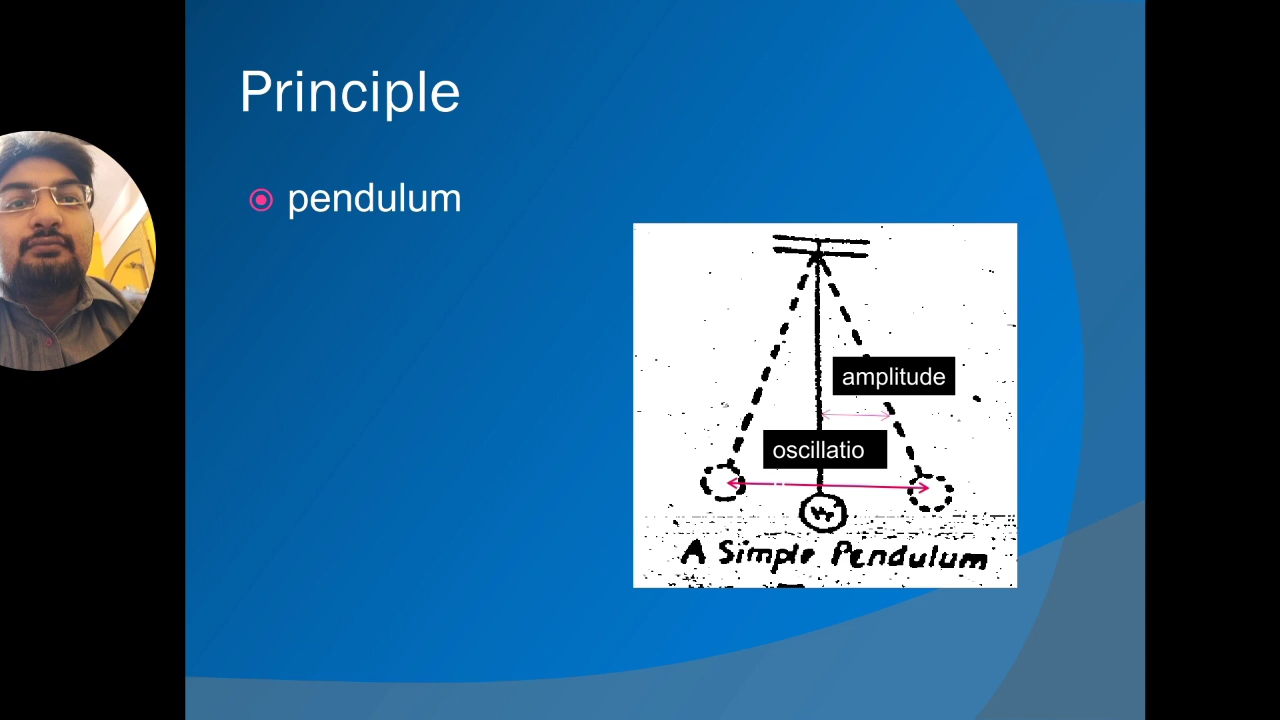 Principle
pendulum
amplitude
oscillatio
W
A Simple Pendulum